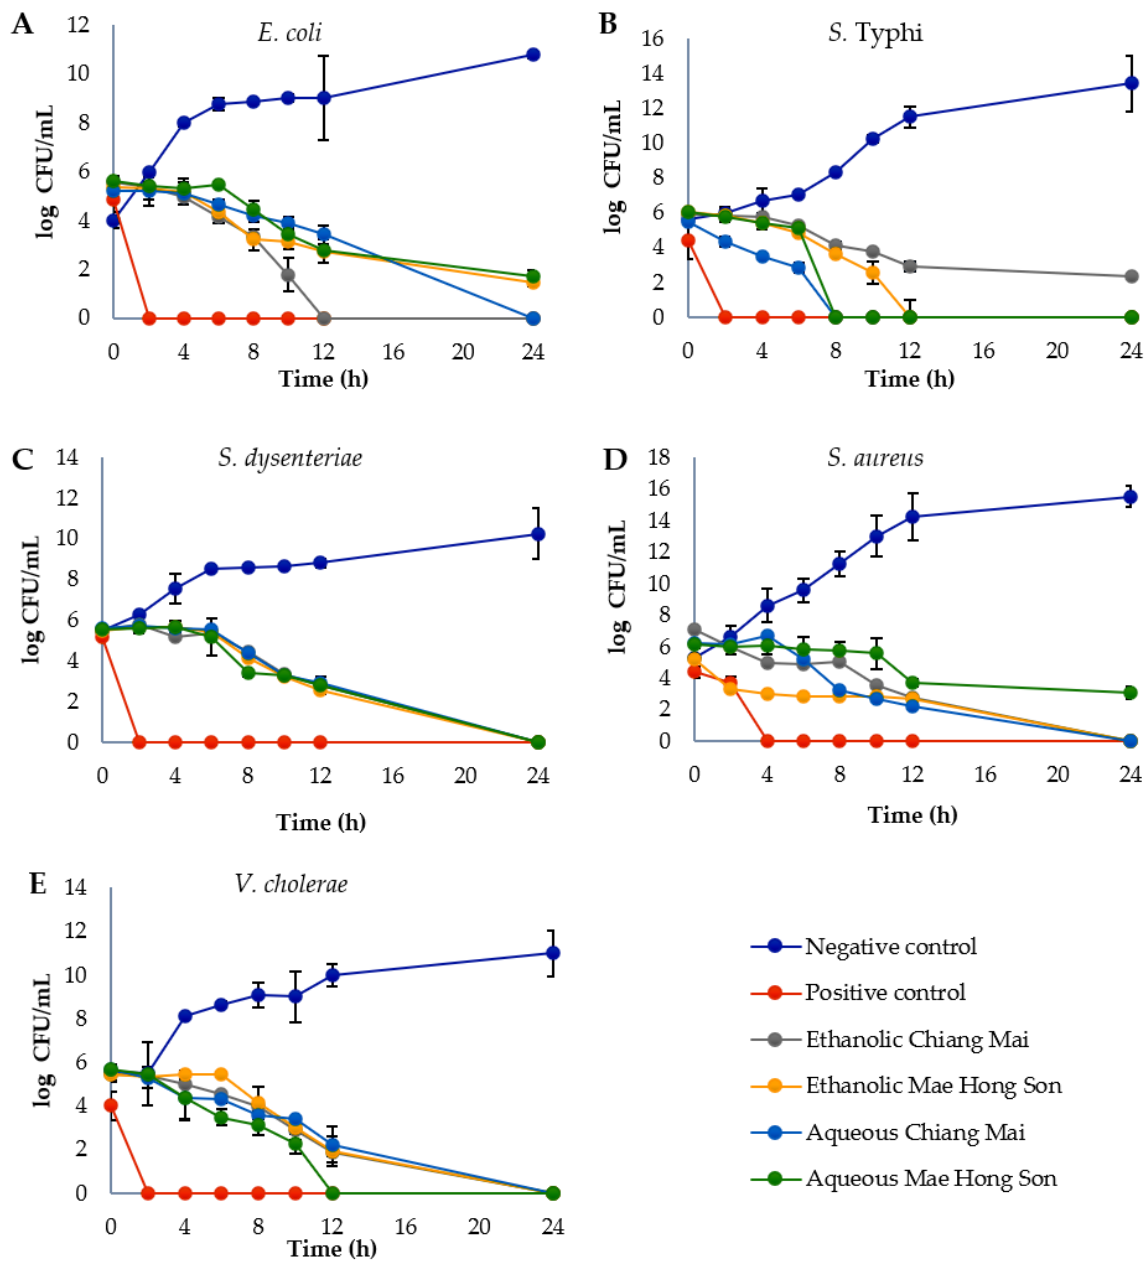 A
E. coli
12
10
8
6
4
2
0
log CFU/mL
0 4 8 12 16 20 24
Time (h)
B
S. Typhi
16
14
12
10
8
6
4
2
0
log CFU/mL
0 4 8 12 16 20 24
Time (h)
C
S. dysenteriae
14
12
10
8
6
4
2
0
log CFU/mL
0 4 8 12 16 20 24
Time (h)
D
S. aureus
18
16
14
12
10
8
6
4
2
0
log CFU/mL
0 4 8 12 16 20 24
Time (h)
E
V. cholerae
14
12
10
8
6
4
2
0
log CFU/mL
0 4 8 12 16 20 24
Time (h)
Negative control
Positive control
Ethanolic Chiang Mai
Ethanolic Mae Hong Son
Aqueous Chiang Mai
Aqueous Mae Hong Son